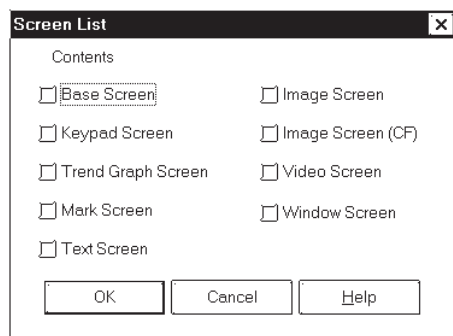 Screen List
Contents
Base Screen
Image Screen
Keypad Screen
Image Screen (CF)
Trend Graph Screen
Video Screen
Mark Screen
Window Screen
Text Screen
OK
Cancel
Help